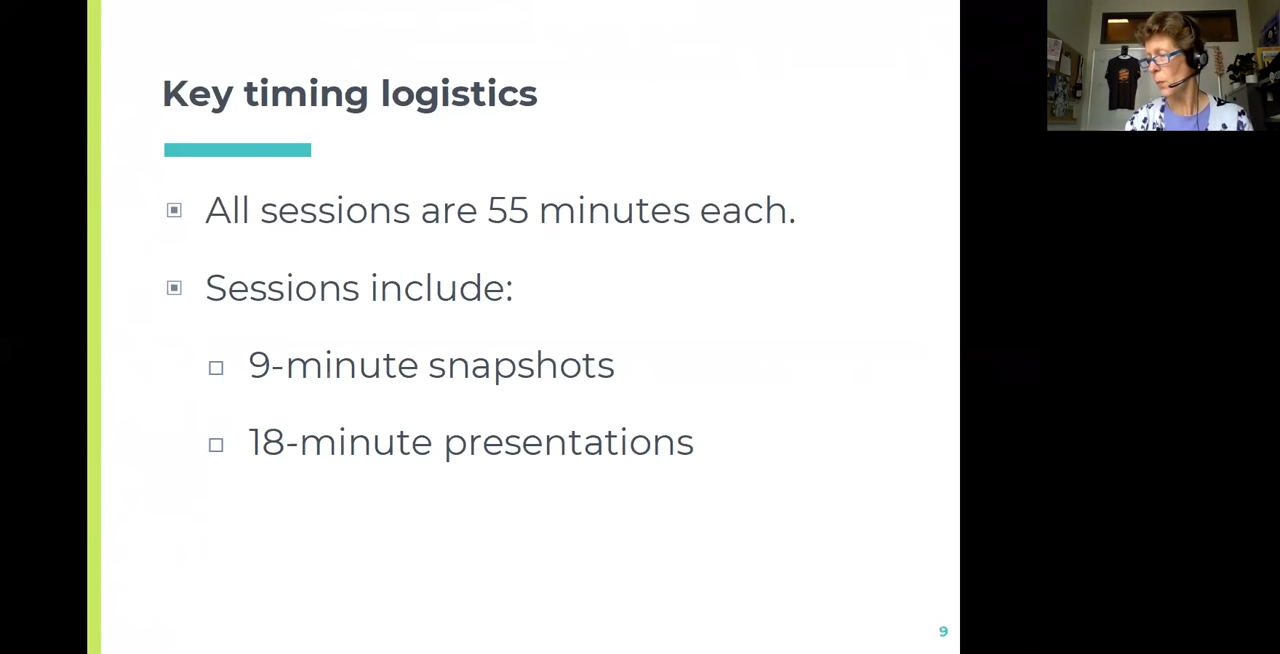 Key timing logistics
All sessions are 55 minutes each.
Sessions include:
9-minute snapshots
18-minute presentations
9